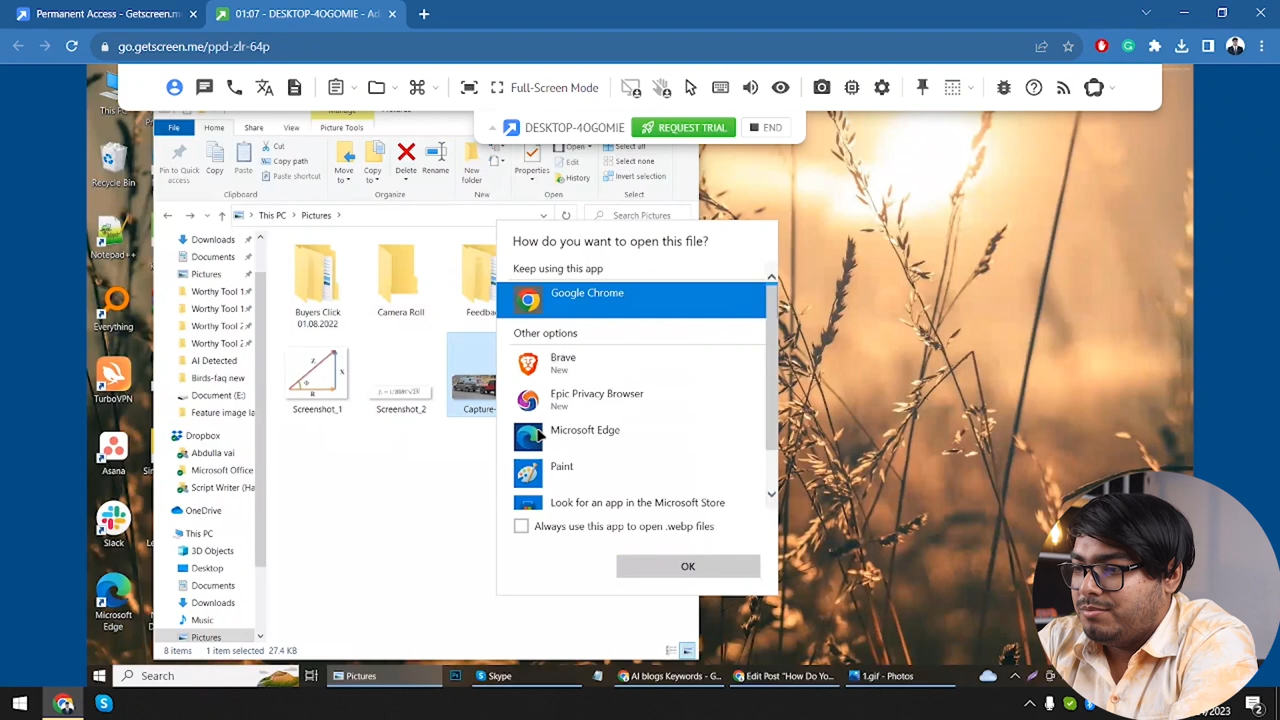 Permanent Access - Getscreen.m
01:07 - DESKTOP-4OGOMIE - Ad
go.getscreen.me/ppd-zlr-64p
Full-Screen Mode
DESKTOP-4OGOMIE
REQUEST TRIAL
END
This PC
Recycle Bin
Notepad++
Everything
TurboVPN
Asana
Slack
Microsoft
Edge
Manage
Pictures
File
Home
Share
View
Picture Tools
Pin to Quick
access
Copy
Paste
Cut
Copy path
Paste shortcut
Clipboard
Move
to
Copy
to
Delete
Rename
Organize
New
folder
New
Properties
Open
Edit
History
Open
Select all
Select none
Invert selection
Select
This PC
Pictures
Search Pictures
Downloads
Documents
Pictures
Worthy Tool 1
Worthy Tool 1
Worthy Tool 2
Worthy Tool 2
AI Detected
Birds-faq new
Document (E:)
Feature image la
Dropbox
Abdulla vai
Microsoft Office
Script Writer (Ha
OneDrive
This PC
3D Objects
Desktop
Documents
Downloads
Music
Pictures
Buyers Click
01.08.2022
Camera Roll
Feedba
Screenshot_1
Screenshot_2
Capture-
Z
X
R
Φ
How do you want to open this file?
Keep using this app
Google Chrome
Other options
Brave
New
Epic Privacy Browser
New
Microsoft Edge
Paint
Look for an app in the Microsoft Store
Always use this app to open .webp files
OK
8 items
1 item selected 27.4 KB
Search
Pictures
Skype
AI blogs Keywords - G...
Edit Post "How Do Yo...
1.gif - Photos
/2023
2